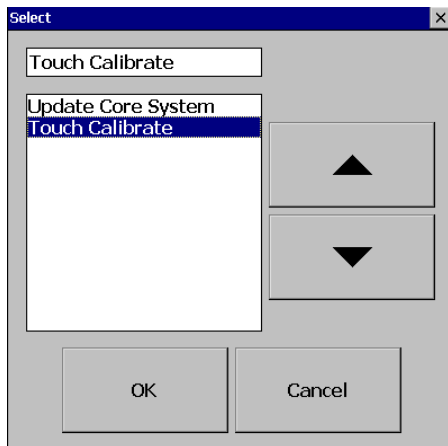 Select
Touch Calibrate
Update Core System
Touch Calibrate
OK
Cancel